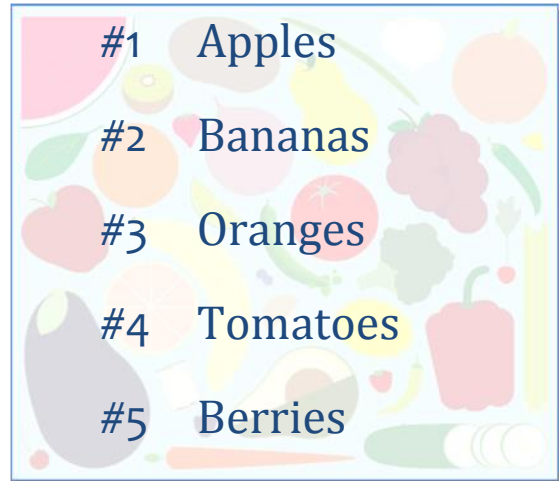 #1 Apples
#2 Bananas
#3 Oranges
#4 Tomatoes
#5 Berries